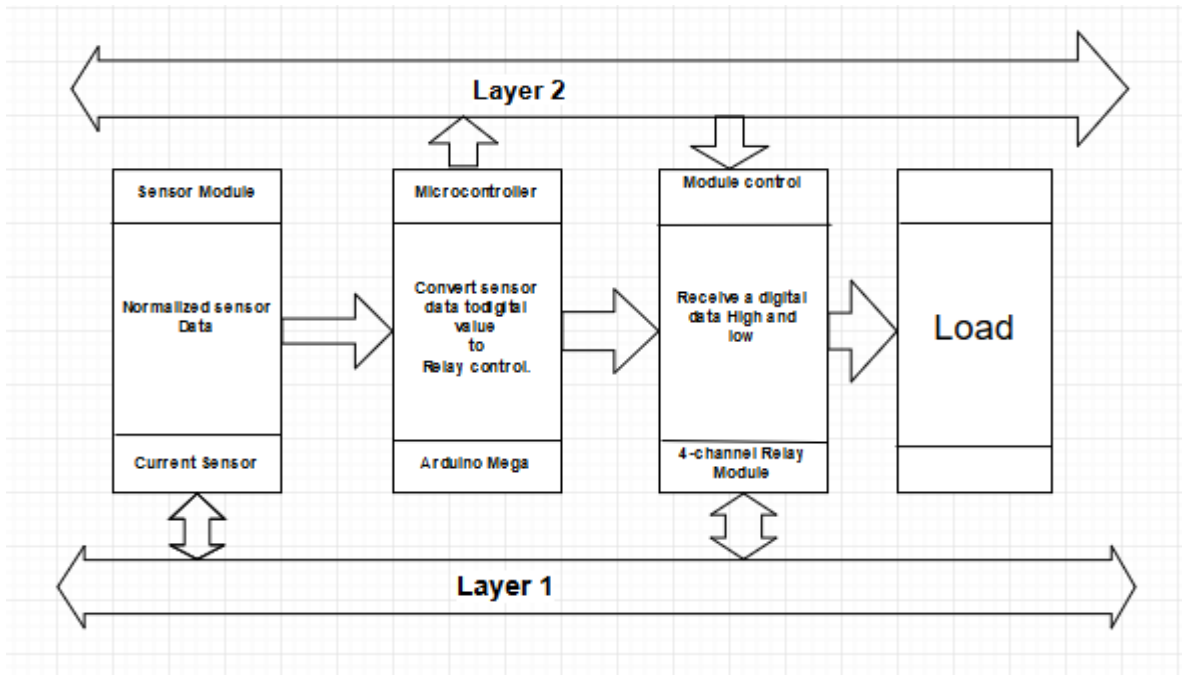 Layer 2
Sensor Module
Normalized sensor
Data
Current Sensor
Microcontroller
Convert sensor
data todigital
value
to
Relay control.
Arduino Mega
Module control
Receive a digital
data High and
low
4-channel Relay
Module
Load
Layer 1